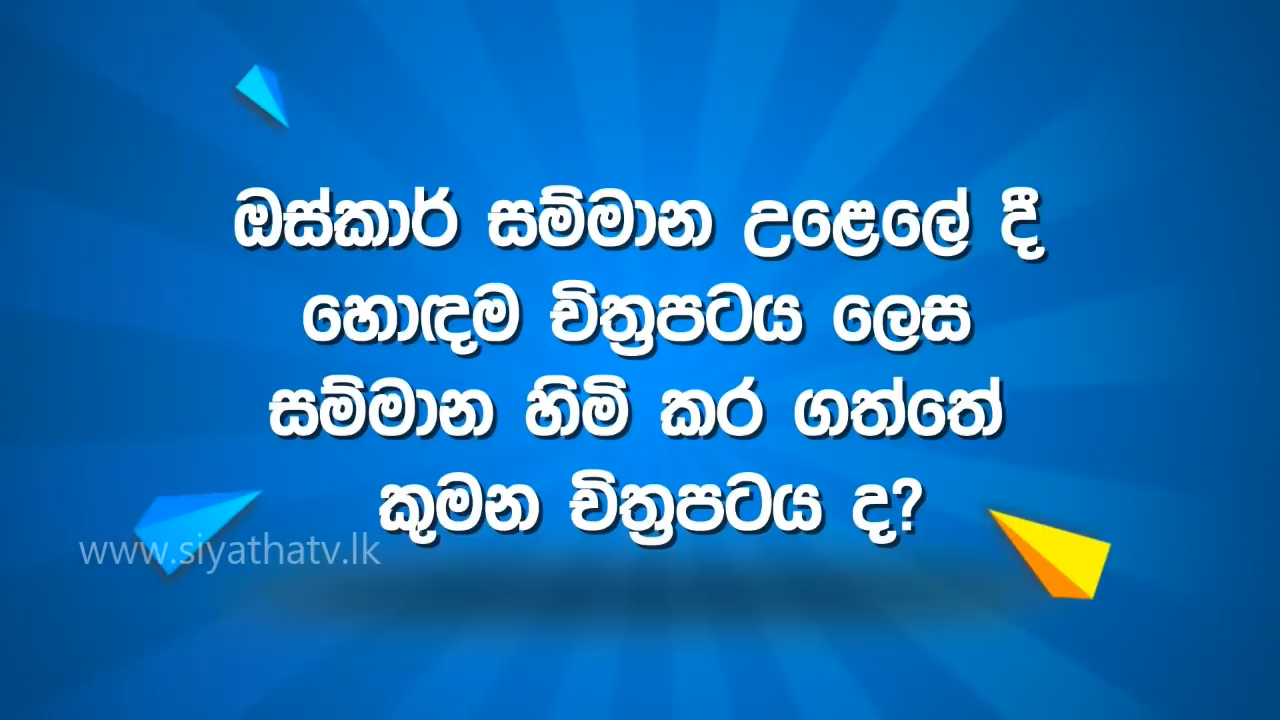 ඔස්කාර් සම්මාන උළෙලේ දී
හොඳම චිත්‍රපටය ලෙස
සම්මාන හිමි කර ගත්තේ
කුමන චිත්‍රපටය ද?
www.siyathatv.lk